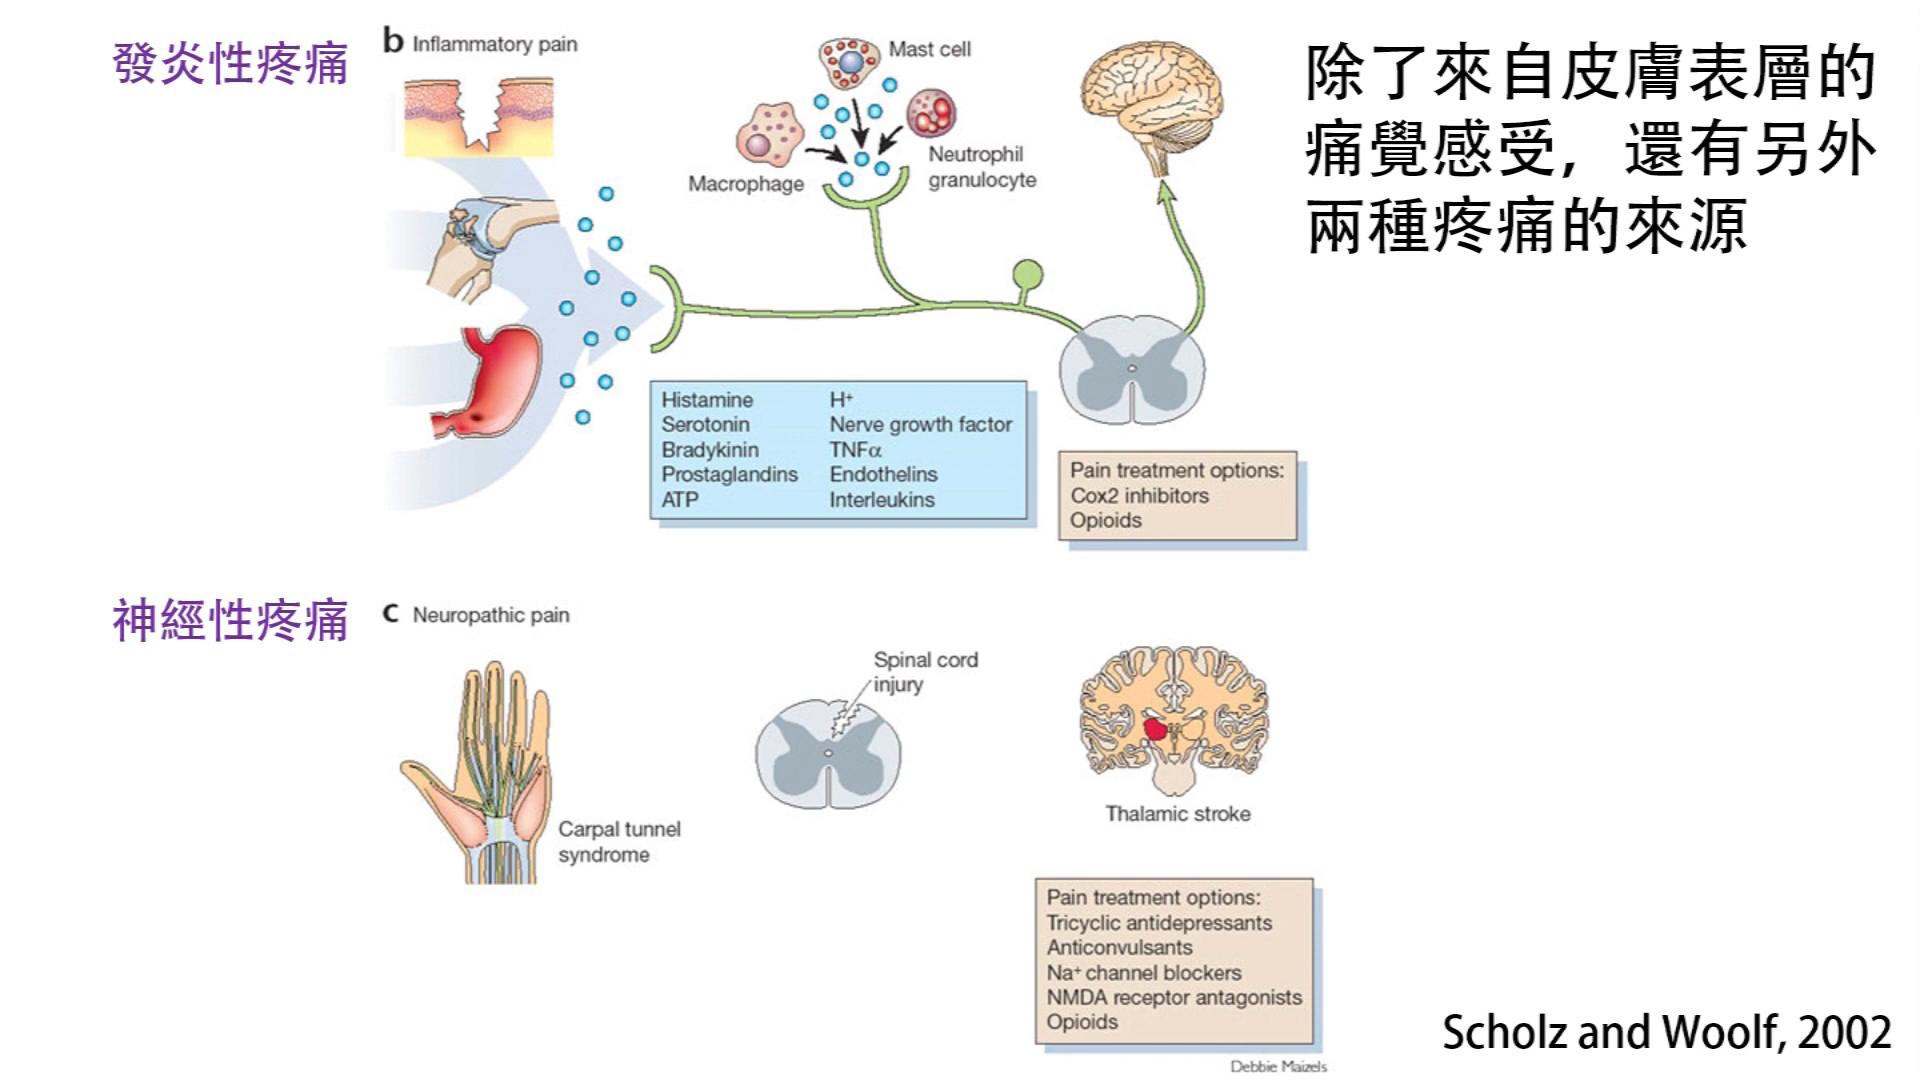 發炎性疼痛
b Inflammatory pain
Mast cell
Macrophage
Neutrophil
granulocyte
除了來自皮膚表層的
痛覺感受，還有另外
兩種疼痛的來源
Histamine
Serotonin
Bradykinin
Prostaglandins
ATP
H⁺
Nerve growth factor
TNFα
Endothelins
Interleukins
Pain treatment options:
Cox2 inhibitors
Opioids
神經性疼痛
c Neuropathic pain
Carpal tunnel
syndrome
Spinal cord
injury
Thalamic stroke
Pain treatment options:
Tricyclic antidepressants
Anticonvulsants
Na⁺ channel blockers
NMDA receptor antagonists
Opioids
Debbie Maizels
Scholz and Woolf, 2002